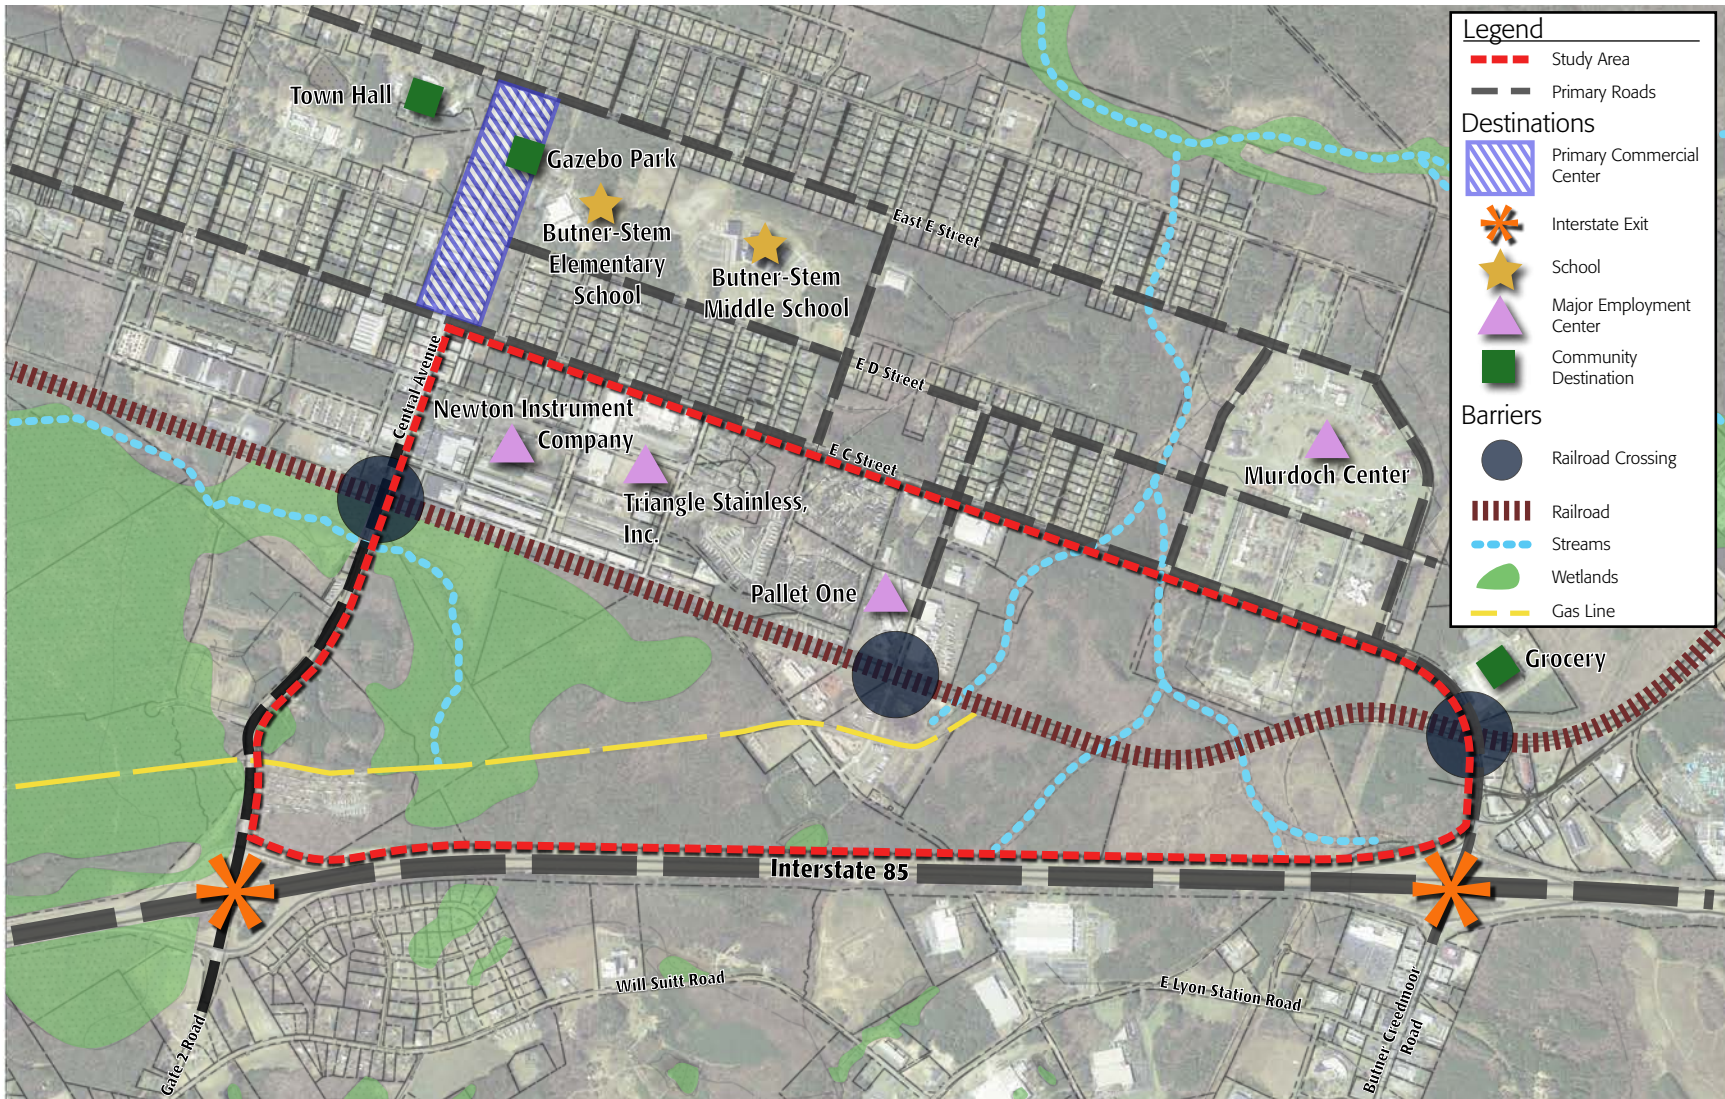 Legend
Study Area
Primary Roads
Destinations
Primary Commercial
Center
Interstate Exit
School
Major Employment
Center
Community
Destination
Barriers
Railroad Crossing
Railroad
Streams
Wetlands
Gas Line
Town Hall
Gazebo Park
Butner-Stem
Elementary
School
Butner-Stem
Middle School
East E Street
E D Street
Central Avenue
Newton Instrument
Company
E C Street
Triangle Stainless,
Inc.
Murdoch Center
Pallet One
Grocery
Interstate 85
Will Suitt Road
E Lyon Station Road
Gate 2 Road
Butner Creedmoor
Road